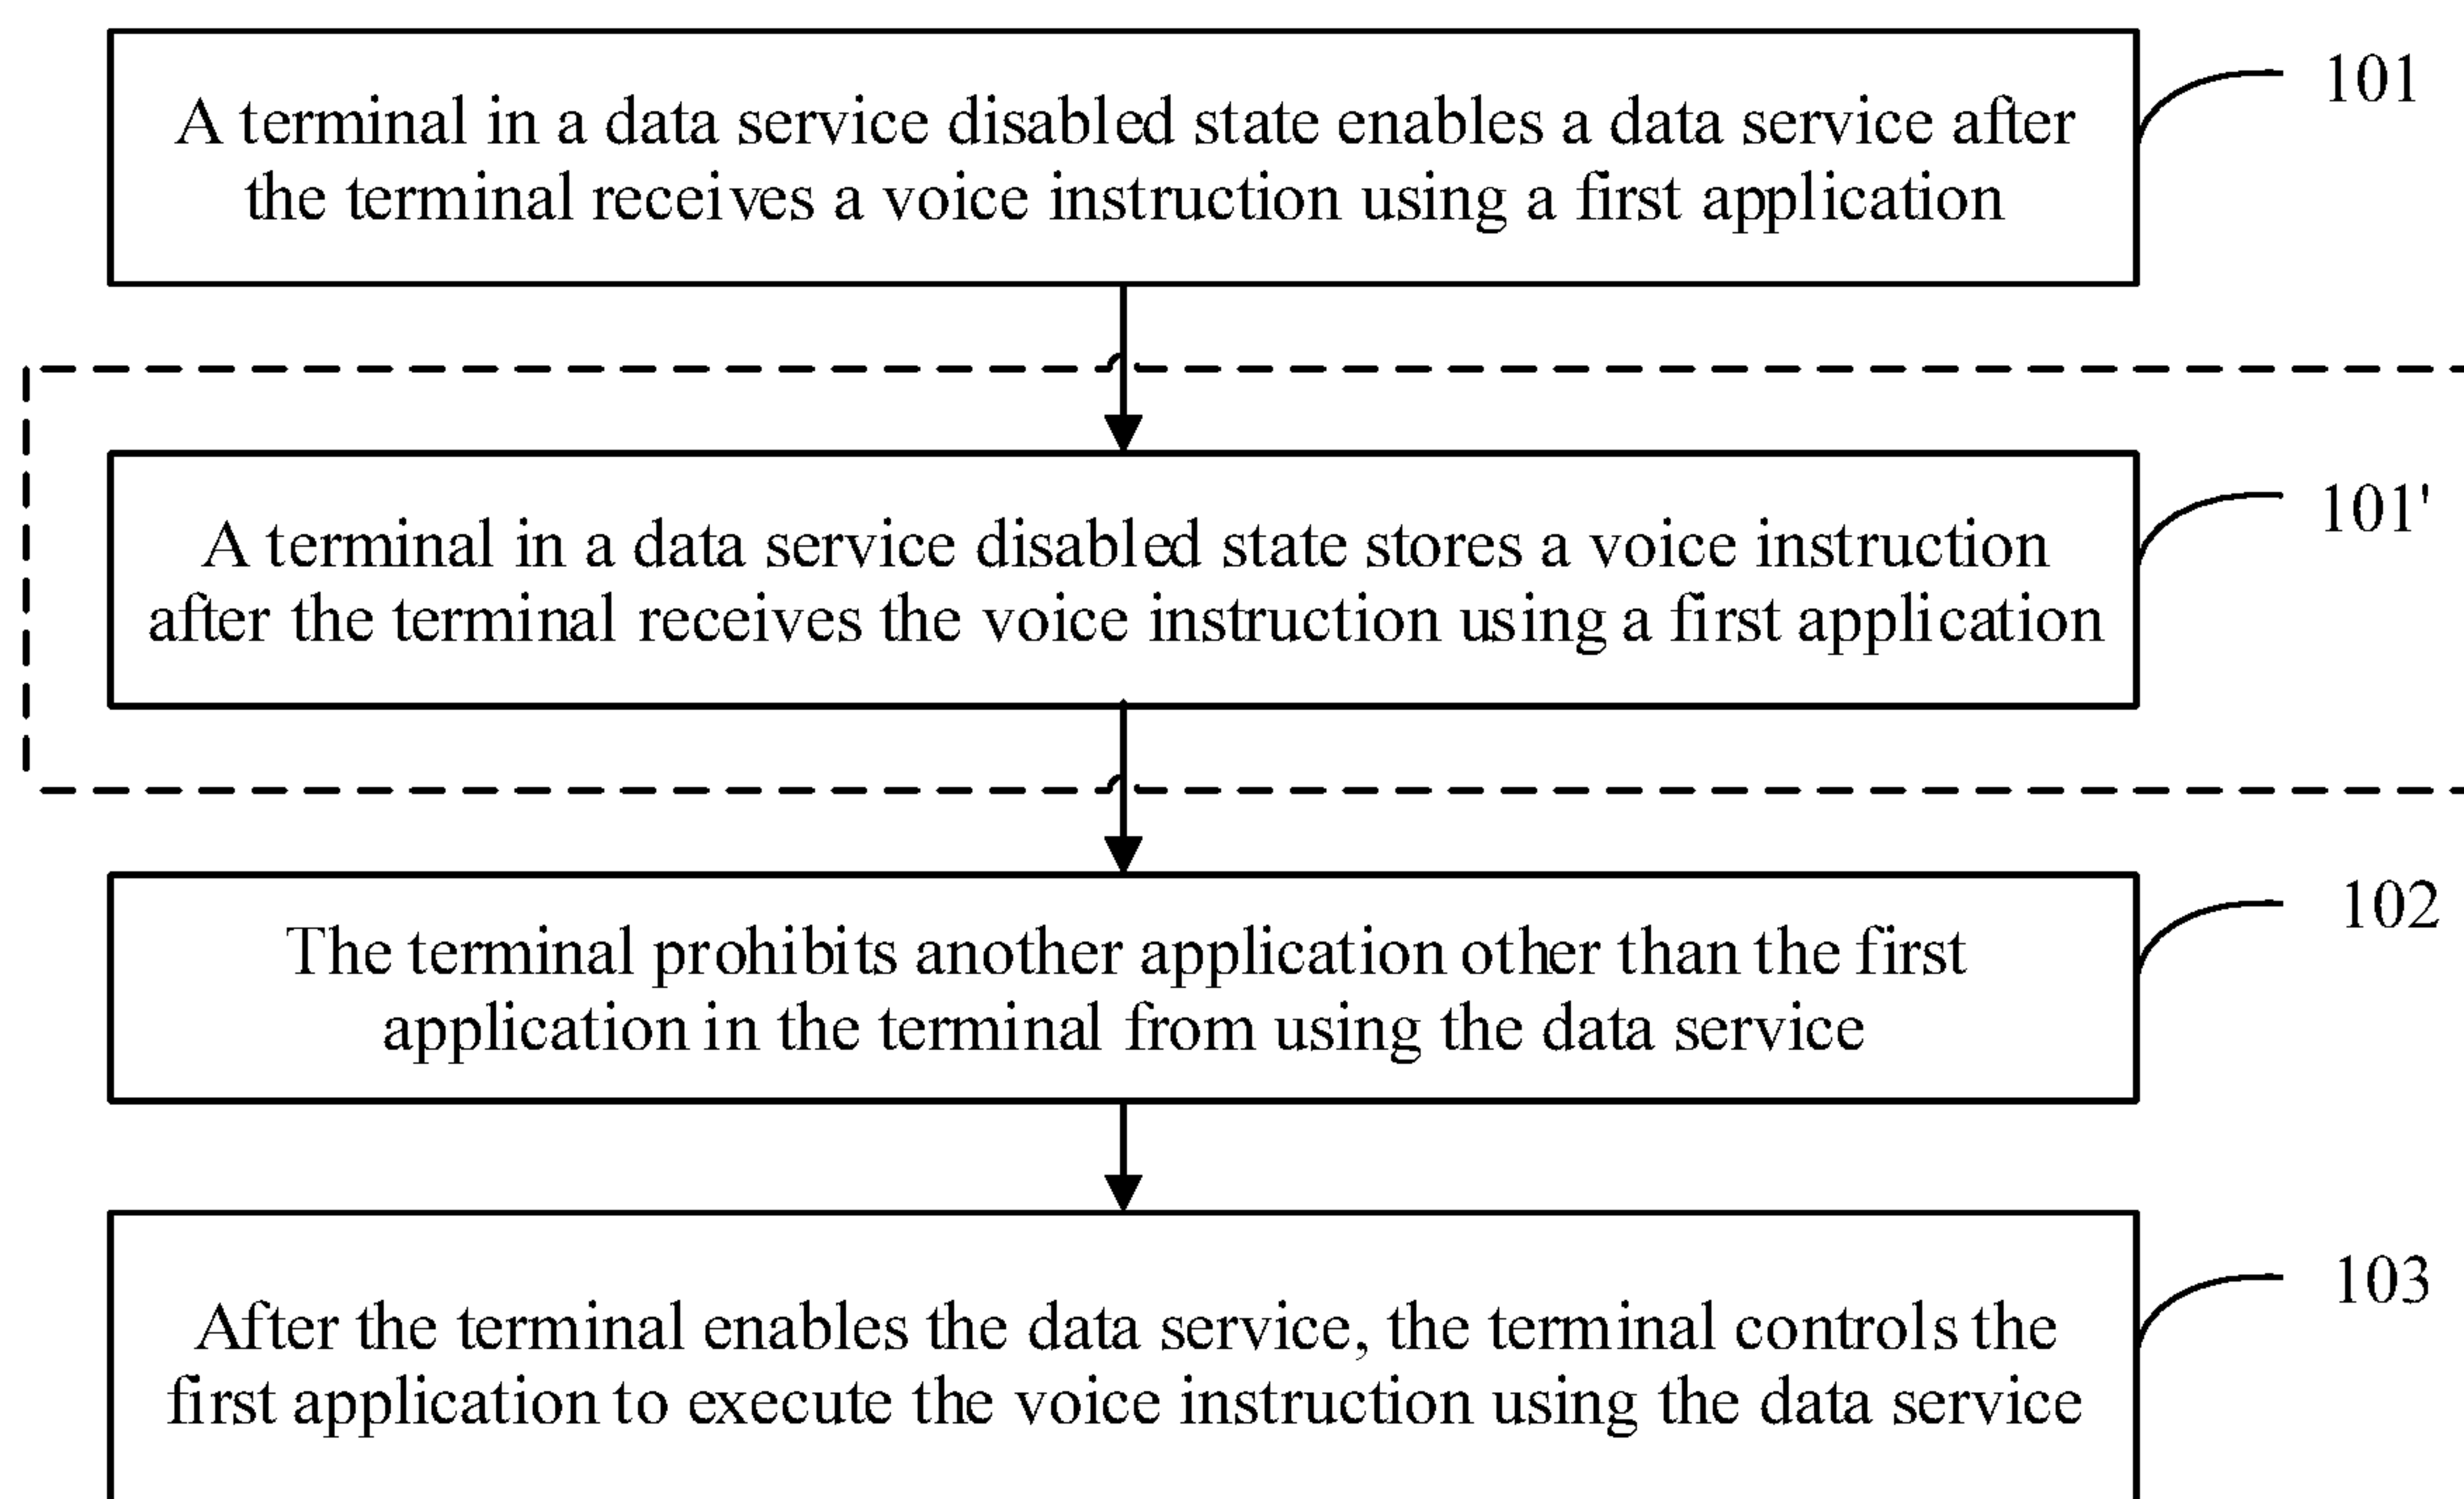 A terminal in a data service disabled state enables a data service after
the terminal receives a voice instruction using a first application
101
A terminal in a data service disabled state stores a voice instruction
after the terminal receives the voice instruction using a first application
101'
The terminal prohibits another application other than the first
application in the terminal from using the data service
102
After the terminal enables the data service, the terminal controls the
first application to execute the voice instruction using the data service
103